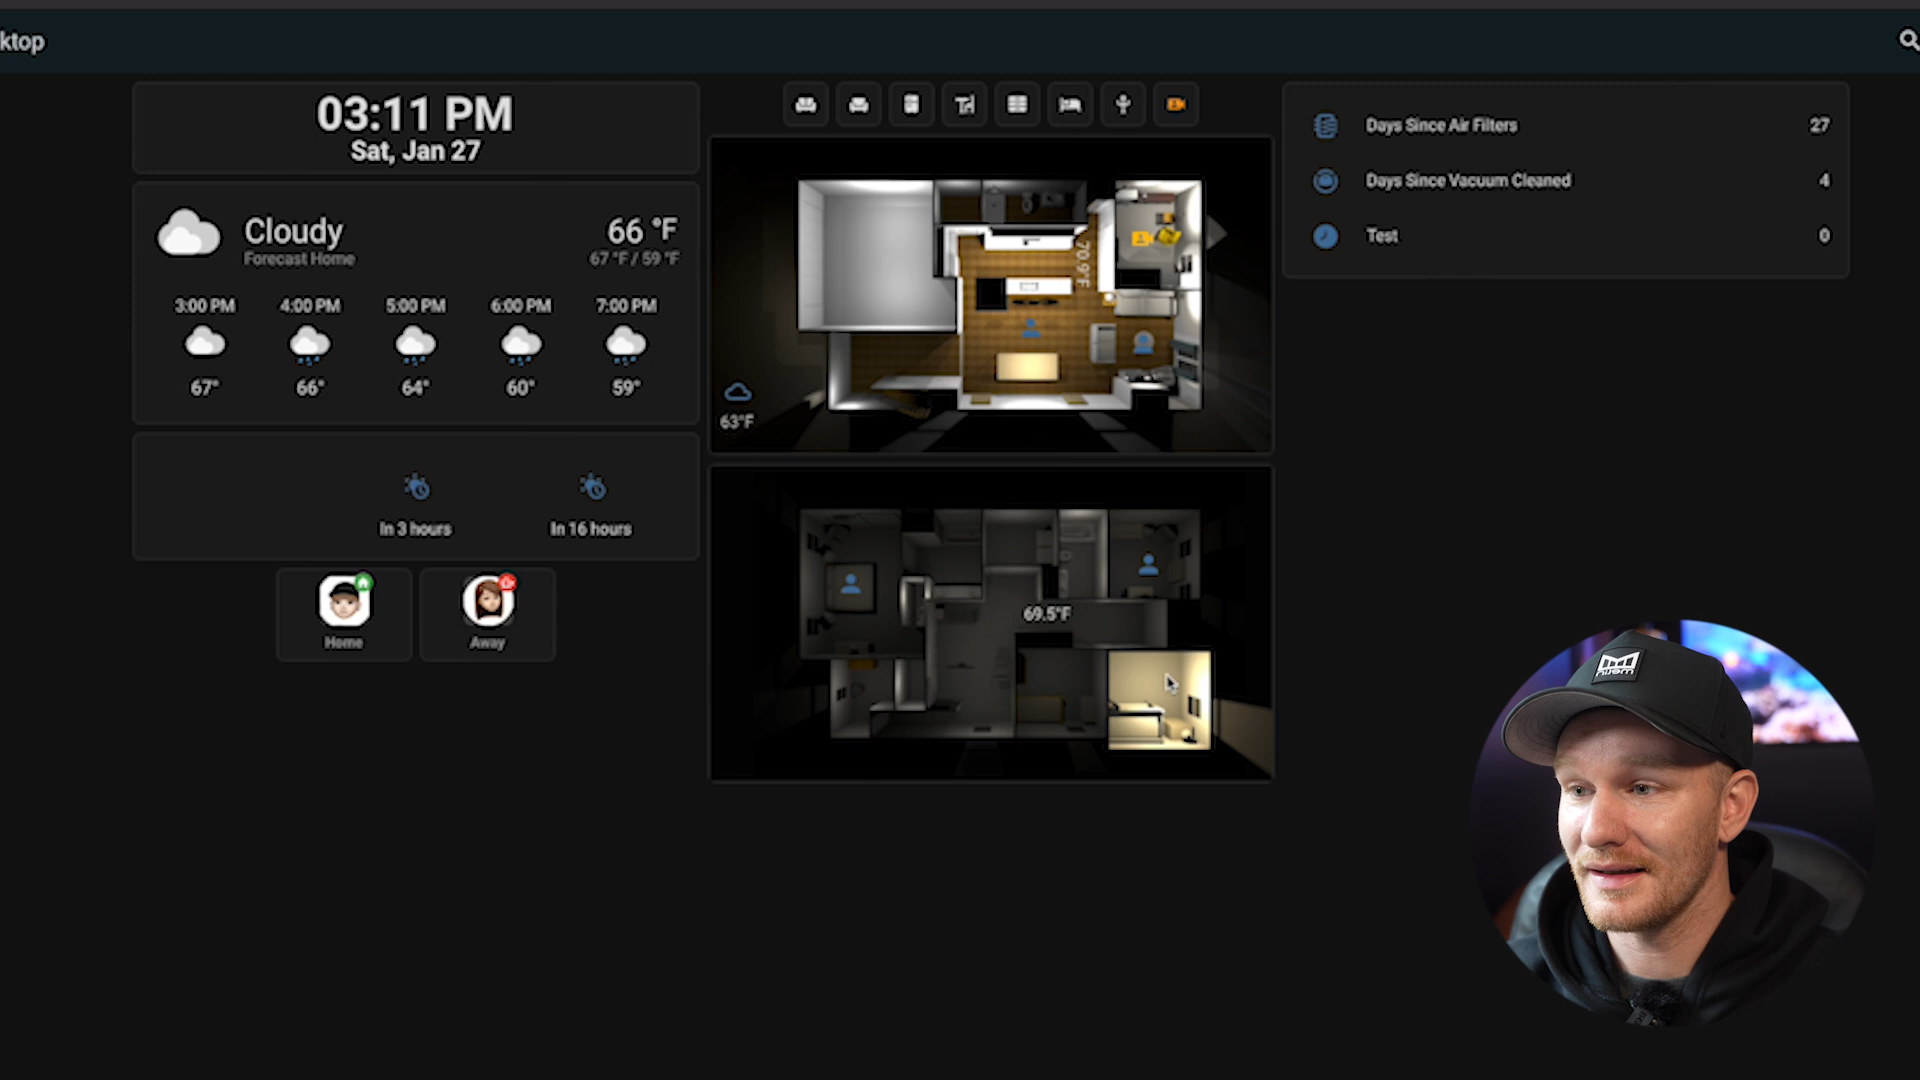 ktop
03:11 PM
Sat, Jan 27
Cloudy
Forecast Home
66 °F
67 °F / 59 °F
3:00 PM 4:00 PM 5:00 PM 6:00 PM 7:00 PM
67° 66° 64° 60° 59°
In 3 hours In 16 hours
Home Away
70.9°F
63°F
69.5°F
Days Since Air Filters 27
Days Since Vacuum Cleaned 4
Test 0
melin